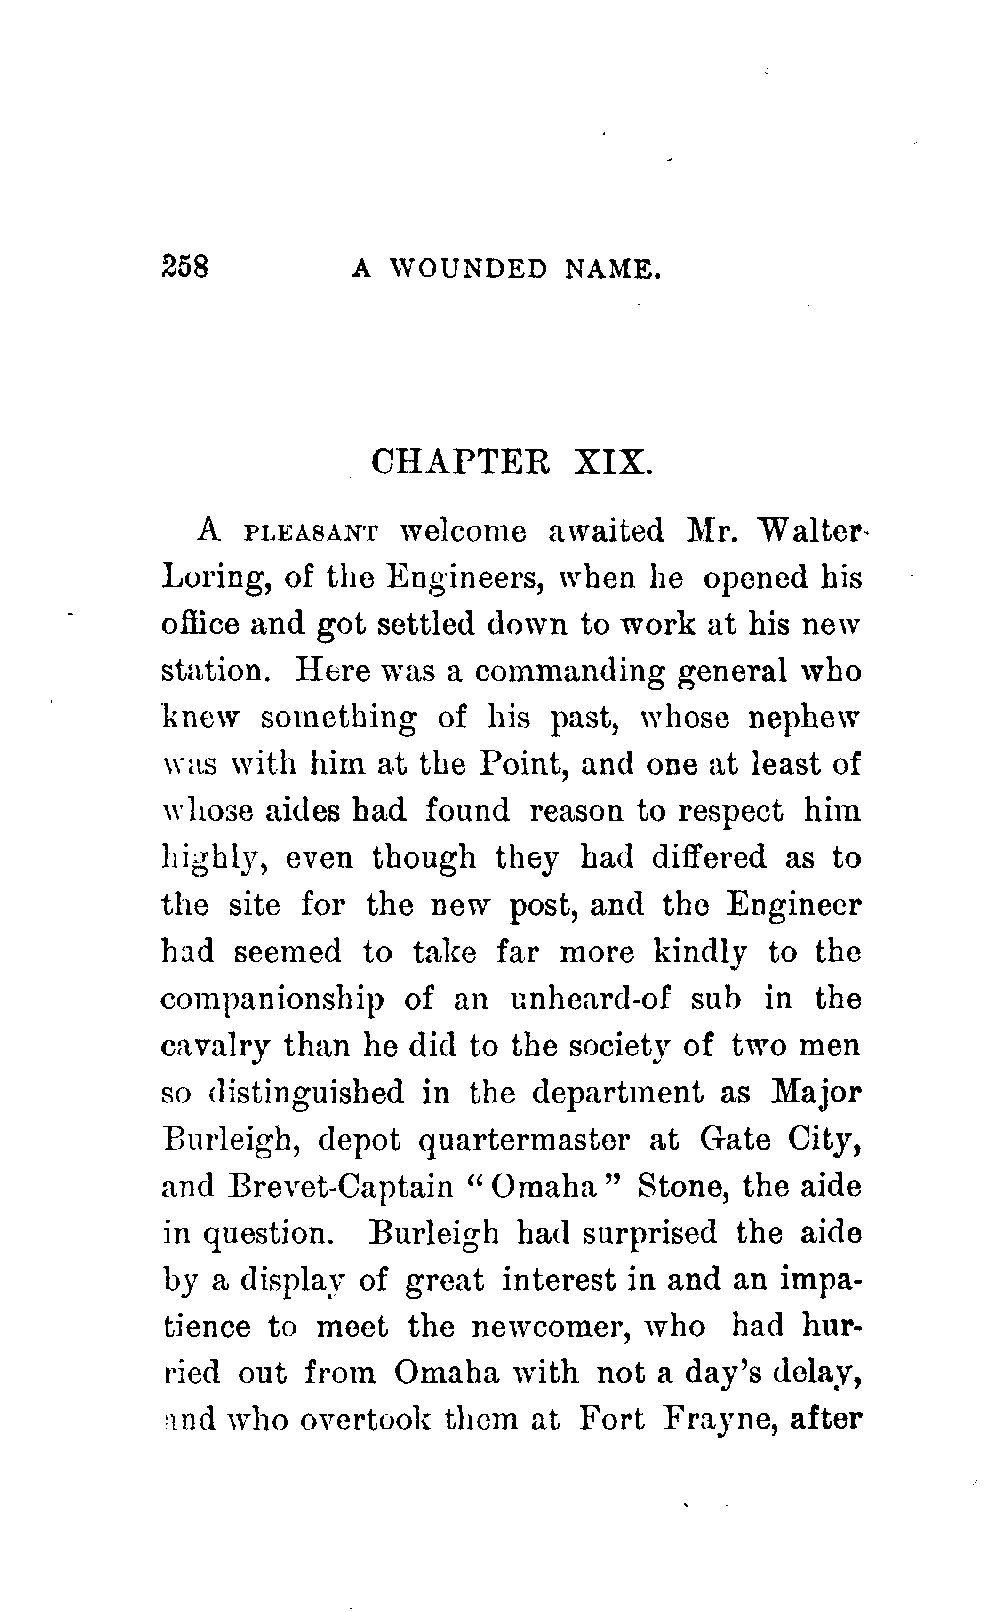 258 A WOUNDED NAME.
CHAPTER XIX.
A PLEASANT welcome awaited Mr. Walter
Loring, of the Engineers, when he opened his
office and got settled down to work at his new
station. Here was a commanding general who
knew something of his past, whose nephew
was with him at the Point, and one at least of
whose aides had found reason to respect him
highly, even though they had differed as to
the site for the new post, and the Engineer
had seemed to take far more kindly to the
companionship of an unheard-of sub in the
cavalry than he did to the society of two men
so distinguished in the department as Major
Burleigh, depot quartermaster at Gate City,
and Brevet-Captain “Omaha” Stone, the aide
in question. Burleigh had surprised the aide
by a display of great interest in and an impa-
tience to meet the newcomer, who had hur-
ried out from Omaha with not a day's delay,
and who overtook them at Fort Frayne, after